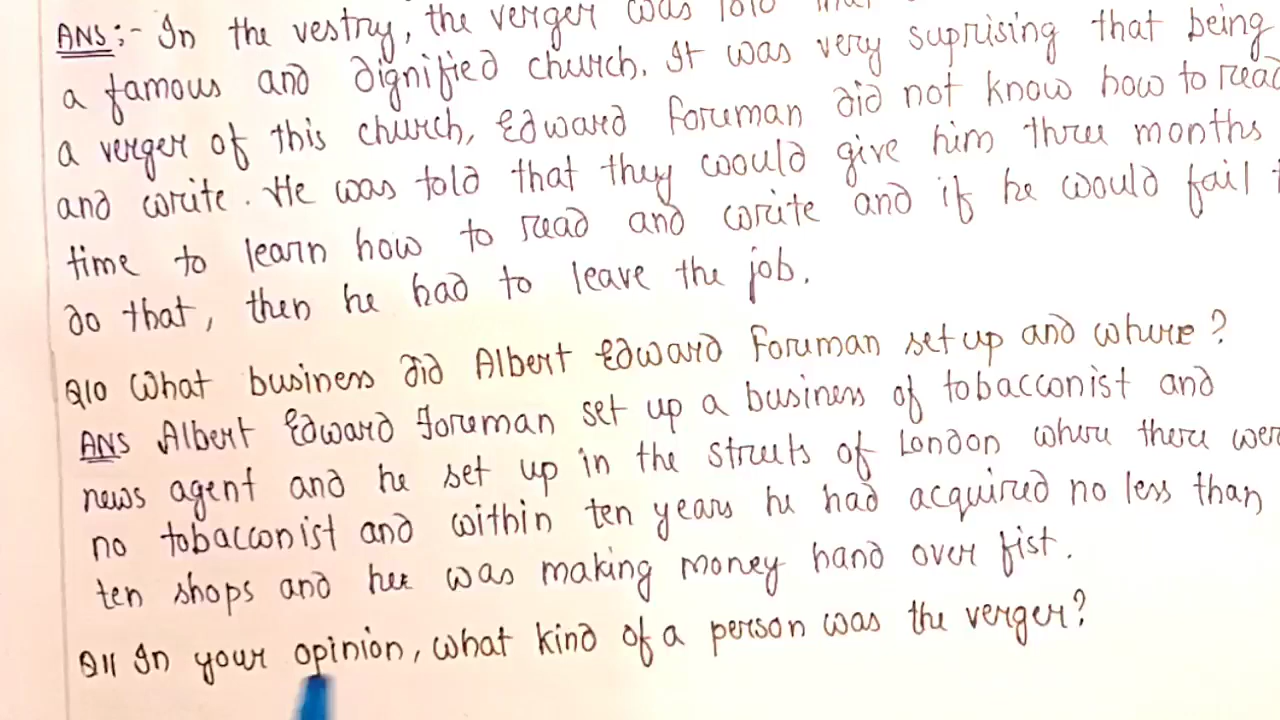 ANS:- In the vestry, the verger was told that
a famous and dignified church. It was very suprising that being
a verger of this church, Edward Foreman did not know how to read
and write. He was told that they would give him three months
time to learn how to read and write and if he would fail
do that, then he had to leave the job.
Q10 What business did Albert Edward Foreman set up and where?
ANS Albert Edward Foreman set up a business of tobacconist and
news agent and he set up in the streets of London where there wer
no tobacconist and within ten years he had acquired no less than
ten shops and he was making money hand over fist.
Q11 In your opinion, what kind of a person was the verger?